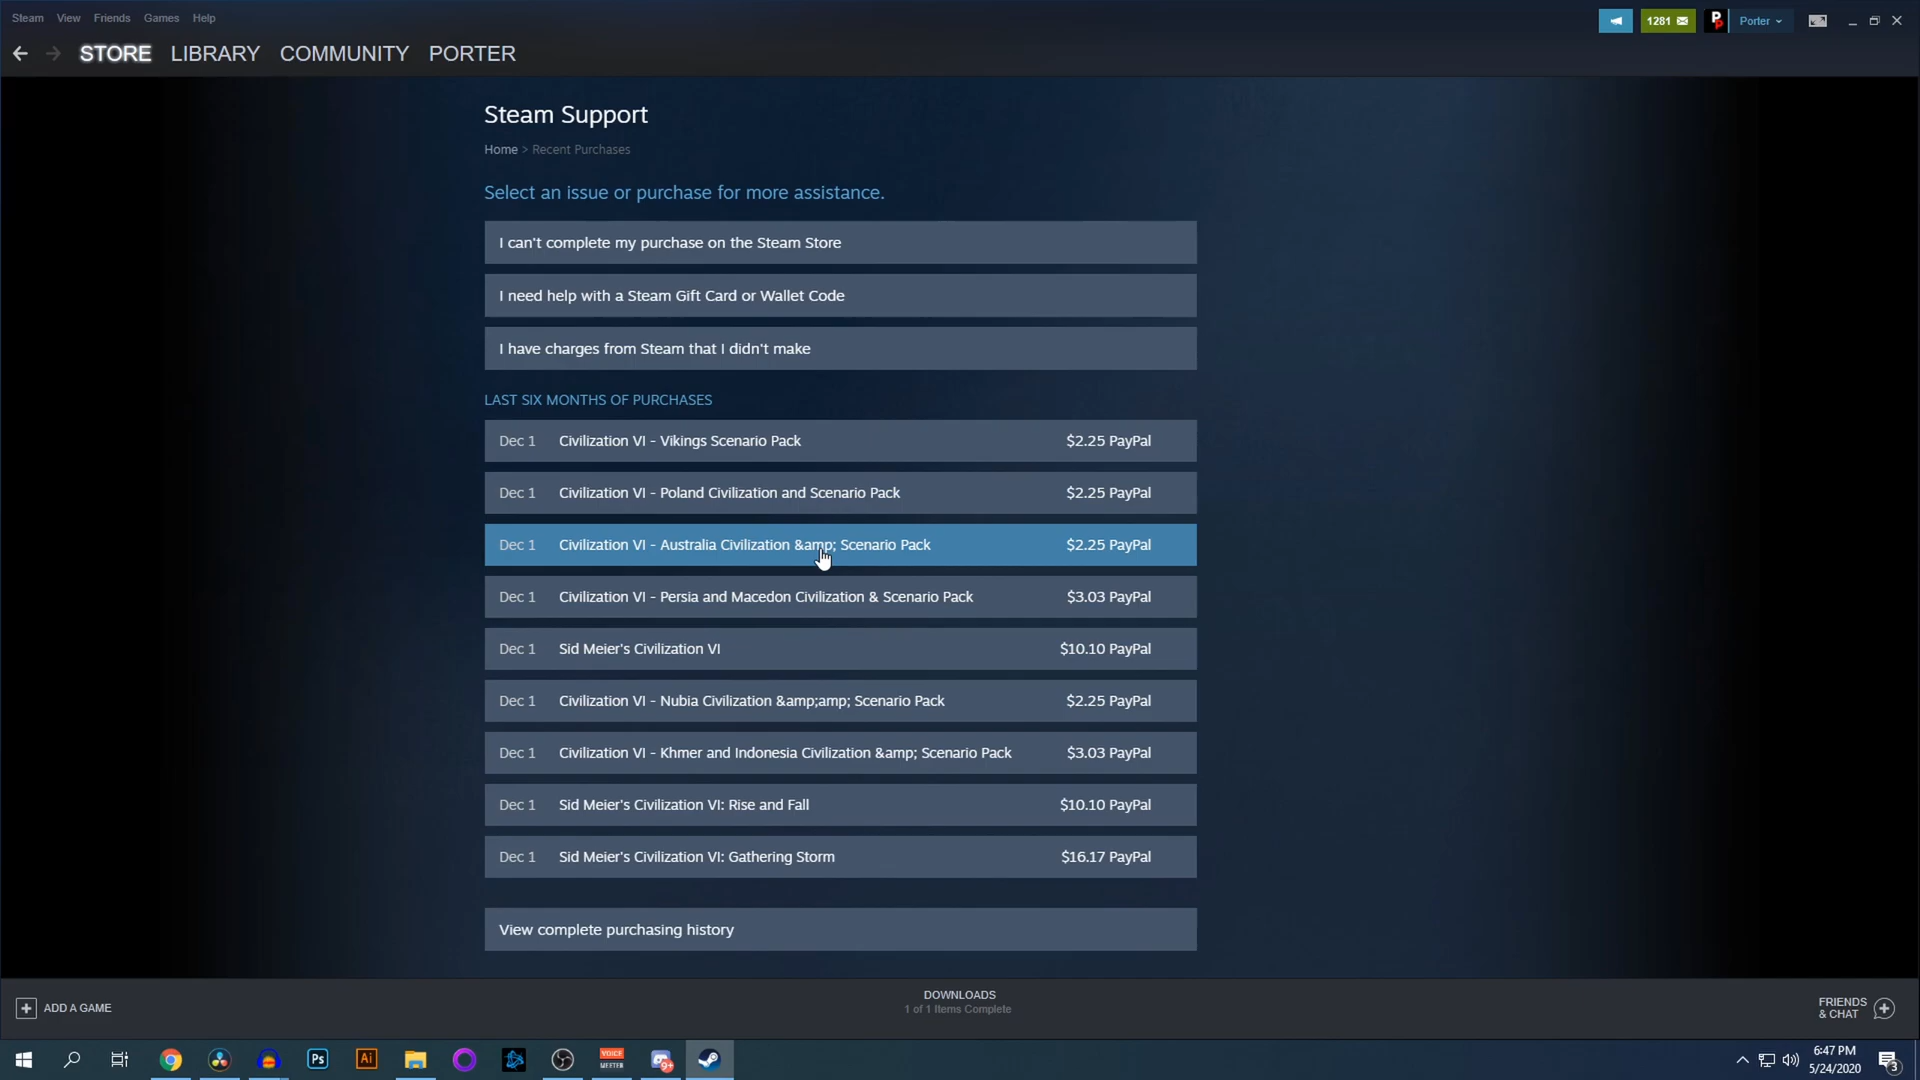 Steam View Friends Games Help
1281
Porter
STORE LIBRARY COMMUNITY PORTER
Steam Support
Home > Recent Purchases
Select an issue or purchase for more assistance.
I can't complete my purchase on the Steam Store
I need help with a Steam Gift Card or Wallet Code
I have charges from Steam that I didn't make
LAST SIX MONTHS OF PURCHASES
Dec 1 Civilization VI - Vikings Scenario Pack $2.25 PayPal
Dec 1 Civilization VI - Poland Civilization and Scenario Pack $2.25 PayPal
Dec 1 Civilization VI - Australia Civilization &amp; Scenario Pack $2.25 PayPal
Dec 1 Civilization VI - Persia and Macedon Civilization & Scenario Pack $3.03 PayPal
Dec 1 Sid Meier's Civilization VI $10.10 PayPal
Dec 1 Civilization VI - Nubia Civilization &amp;amp; Scenario Pack $2.25 PayPal
Dec 1 Civilization VI - Khmer and Indonesia Civilization &amp; Scenario Pack $3.03 PayPal
Dec 1 Sid Meier's Civilization VI: Rise and Fall $10.10 PayPal
Dec 1 Sid Meier's Civilization VI: Gathering Storm $16.17 PayPal
View complete purchasing history
ADD A GAME
DOWNLOADS
1 of 1 Items Complete
FRIENDS
& CHAT
Ps
Ai
VOICE
MEETER
9+
6:47 PM
5/24/2020
3